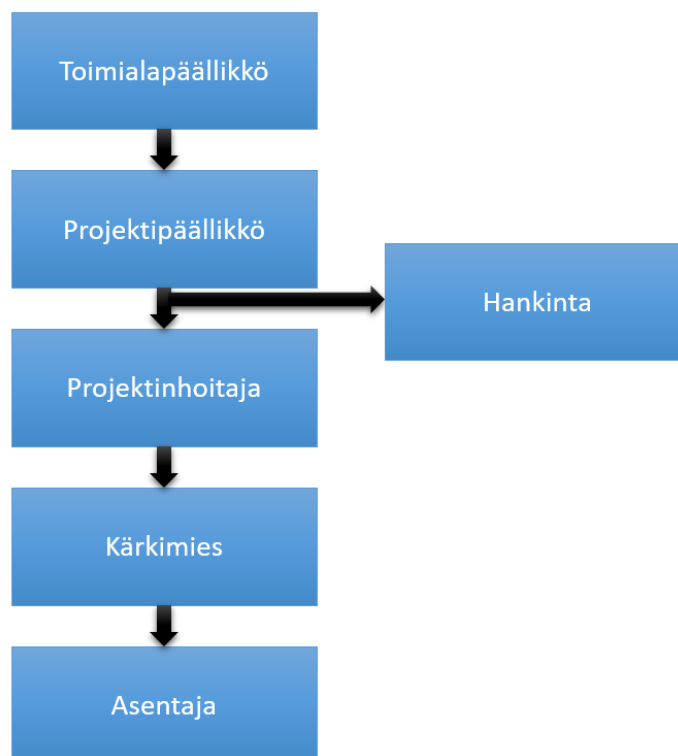 Toimialapäällikkö
Projektipäällikkö
Hankinta
Projektinhoitaja
Kärkimies
Asentaja